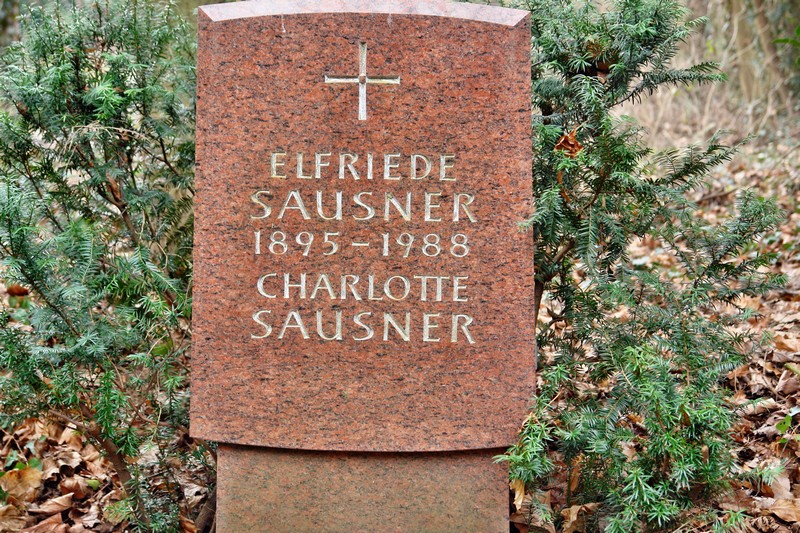 ELFRIEDE
SAUSNER
1895–1988
CHARLOTTE
SAUSNER